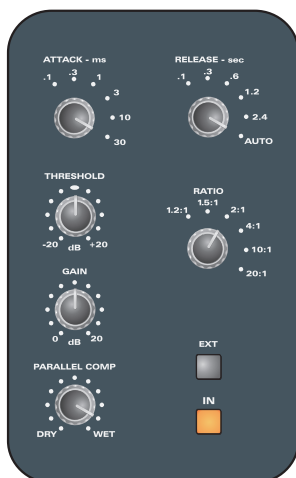 ATTACK - ms
.1 .3 1 3 10 30
RELEASE - sec
.1 .3 .6 1.2 2.4 AUTO
THRESHOLD
-20 dB +20
RATIO
1.2:1 1.5:1 2:1 4:1 10:1 20:1
GAIN
0 dB 20
EXT
PARALLEL COMP
DRY WET
IN